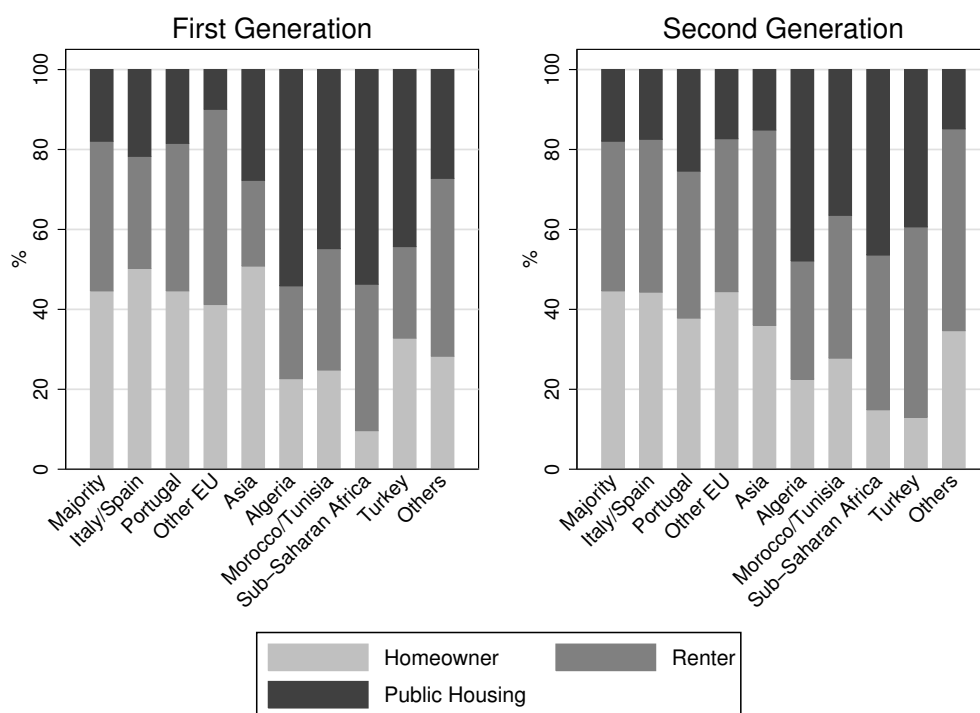 First Generation
%
0
20
40
60
80
100
Majority
Italy/Spain
Portugal
Other EU
Asia
Algeria
Morocco/Tunisia
Sub−Saharan Africa
Turkey
Others
Second Generation
%
0
20
40
60
80
100
Majority
Italy/Spain
Portugal
Other EU
Asia
Algeria
Morocco/Tunisia
Sub−Saharan Africa
Turkey
Others
Homeowner
Renter
Public Housing